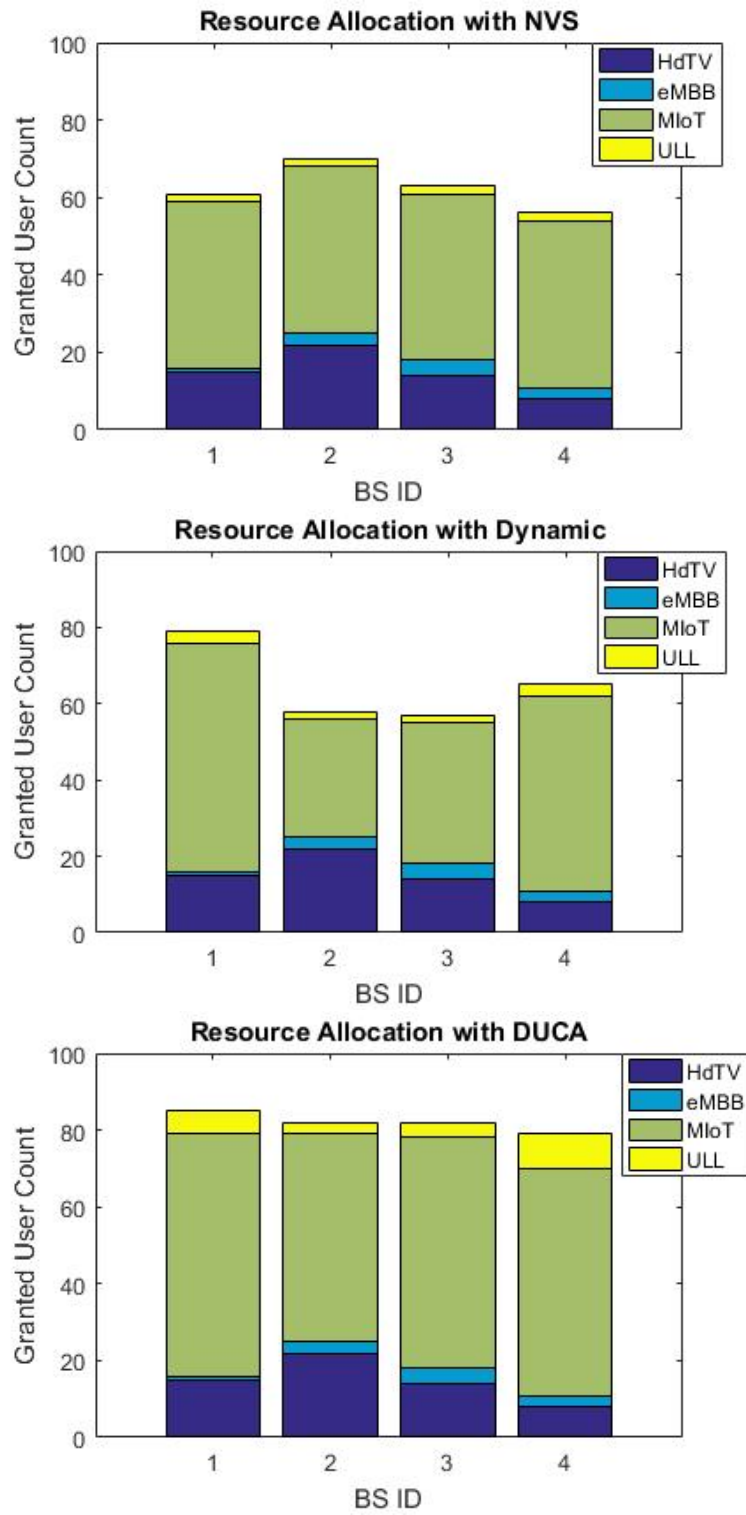 Resource Allocation with NVS
100
80
60
40
20
0
Granted User Count
HdTV
eMBB
MIoT
ULL
1 2 3 4
BS ID
Resource Allocation with Dynamic
100
80
60
40
20
0
Granted User Count
HdTV
eMBB
MIoT
ULL
1 2 3 4
BS ID
Resource Allocation with DUCA
100
80
60
40
20
0
Granted User Count
HdTV
eMBB
MIoT
ULL
1 2 3 4
BS ID